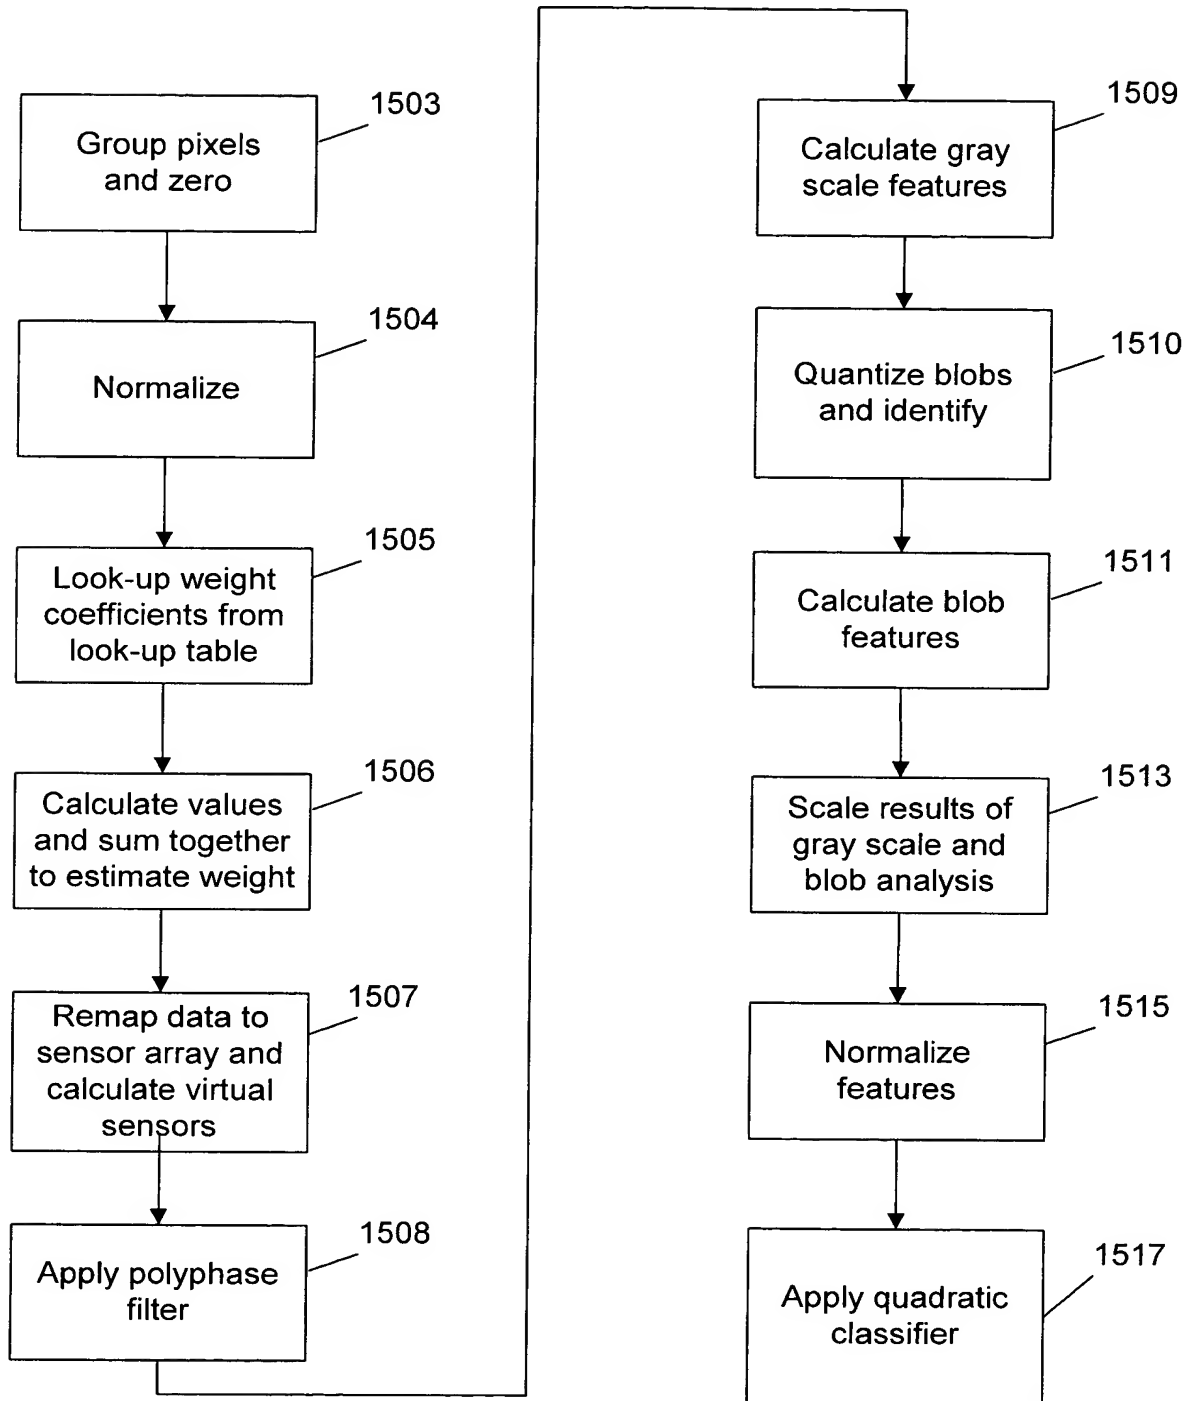 1503
Group pixels
and zero
1504
Normalize
1505
Look-up weight
coefficients from
look-up table
1506
Calculate values
and sum together
to estimate weight
1507
Remap data to
sensor array and
calculate virtual
sensors
1508
Apply polyphase
filter
1509
Calculate gray
scale features
1510
Quantize blobs
and identify
1511
Calculate blob
features
1513
Scale results of
gray scale and
blob analysis
1515
Normalize
features
1517
Apply quadratic
classifier